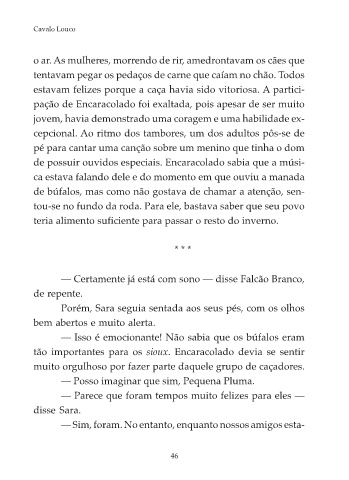 Cavalo Louco
o ar. As mulheres, morrendo de rir, amedrontavam os cães que
tentavam pegar os pedaços de carne que caíam no chão. Todos
estavam felizes porque a caça havia sido vitoriosa. A partici-
pação de Encaracolado foi exaltada, pois apesar de ser muito
jovem, havia demonstrado uma coragem e uma habilidade ex-
cepcional. Ao ritmo dos tambores, um dos adultos pôs-se de
pé para cantar uma canção sobre um menino que tinha o dom
de possuir ouvidos especiais. Encaracolado sabia que a músi-
ca estava falando dele e do momento em que ouviu a manada
de búfalos, mas como não gostava de chamar a atenção, sen-
tou-se no fundo da roda. Para ele, bastava saber que seu povo
teria alimento suficiente para passar o resto do inverno.
* * *
— Certamente já está com sono — disse Falcão Branco,
de repente.
Porém, Sara seguia sentada aos seus pés, com os olhos
bem abertos e muito alerta.
— Isso é emocionante! Não sabia que os búfalos eram
tão importantes para os sioux. Encaracolado devia se sentir
muito orgulhoso por fazer parte daquele grupo de caçadores.
— Posso imaginar que sim, Pequena Pluma.
— Parece que foram tempos muito felizes para eles —
disse Sara.
— Sim, foram. No entanto, enquanto nossos amigos esta-
46